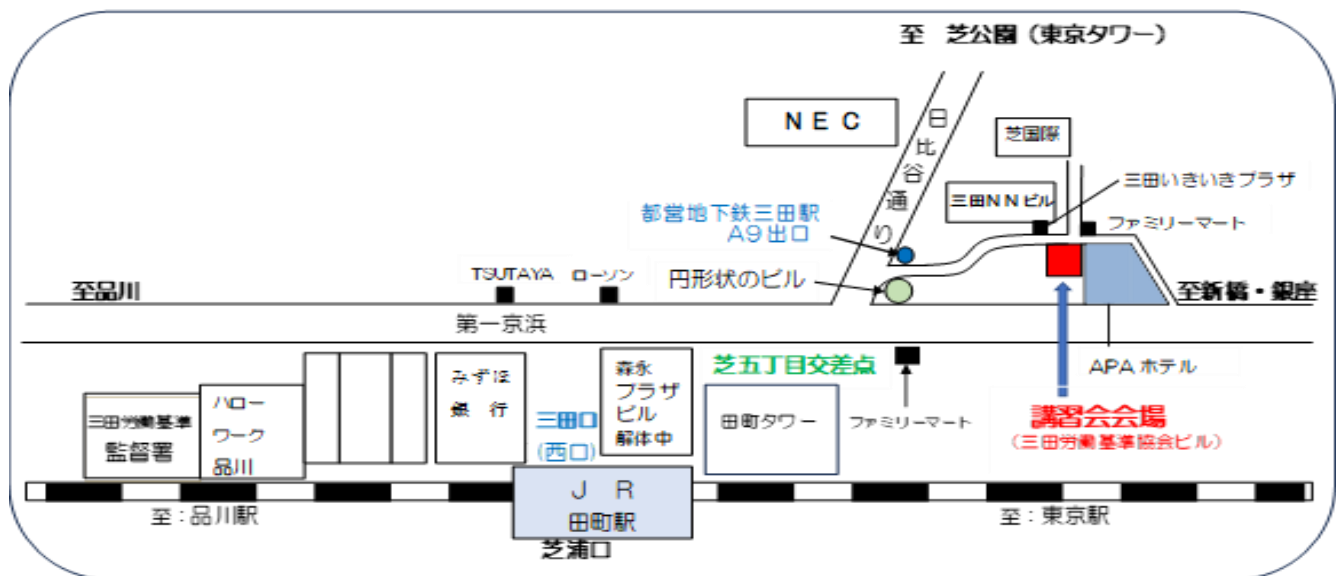 至 芝公園（東京タワー）
ＮＥＣ
日比谷通り
芝国際
三田いきいきプラザ
三田ＮＮビル
ファミリーマート
都営地下鉄三田駅
A９出口
円形状のビル
TSUTAYA
ローソン
至品川
至新橋・銀座
第一京浜
芝五丁目交差点
APAホテル
みずほ
銀 行
森永
プラザ
ビル
解体中
三田口
(西口)
田町タワー
ファミリーマート
講習会会場
（三田労働基準協会ビル）
三田労働基準
監督署
ハロー
ワーク
品川
Ｊ Ｒ
田町駅
至：品川駅
至：東京駅
芝浦口